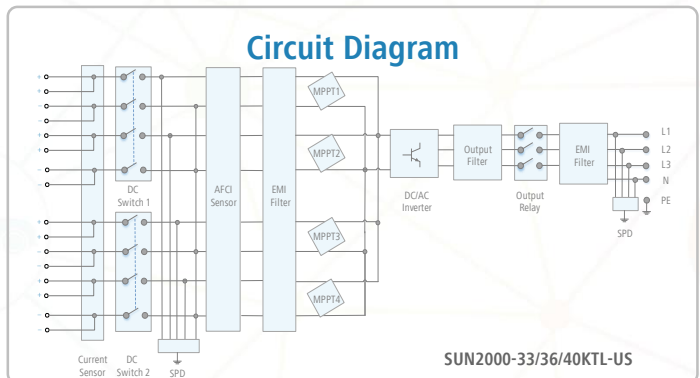 Circuit Diagram
+
+
−
−
+
+
−
−
+
+
−
−
+
+
−
−
DC
Switch 1
AFCI
Sensor
EMI
Filter
MPPT1
MPPT2
MPPT3
MPPT4
DC/AC
Inverter
Output
Filter
Output
Relay
EMI
Filter
L1
L2
L3
N
PE
SPD
Current
Sensor
DC
Switch 2
SPD
SUN2000-33/36/40KTL-US